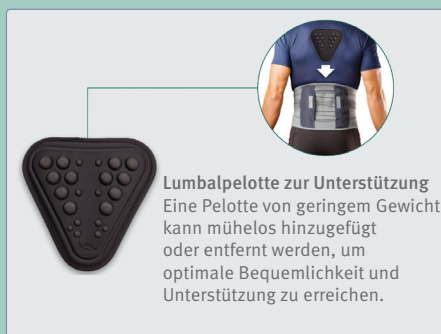 Lumbalpelotte zur Unterstützung
Eine Pelotte von geringem Gewicht
kann mühelos hinzugefügt
oder entfernt werden, um
optimale Bequemlichkeit und
Unterstützung zu erreichen.